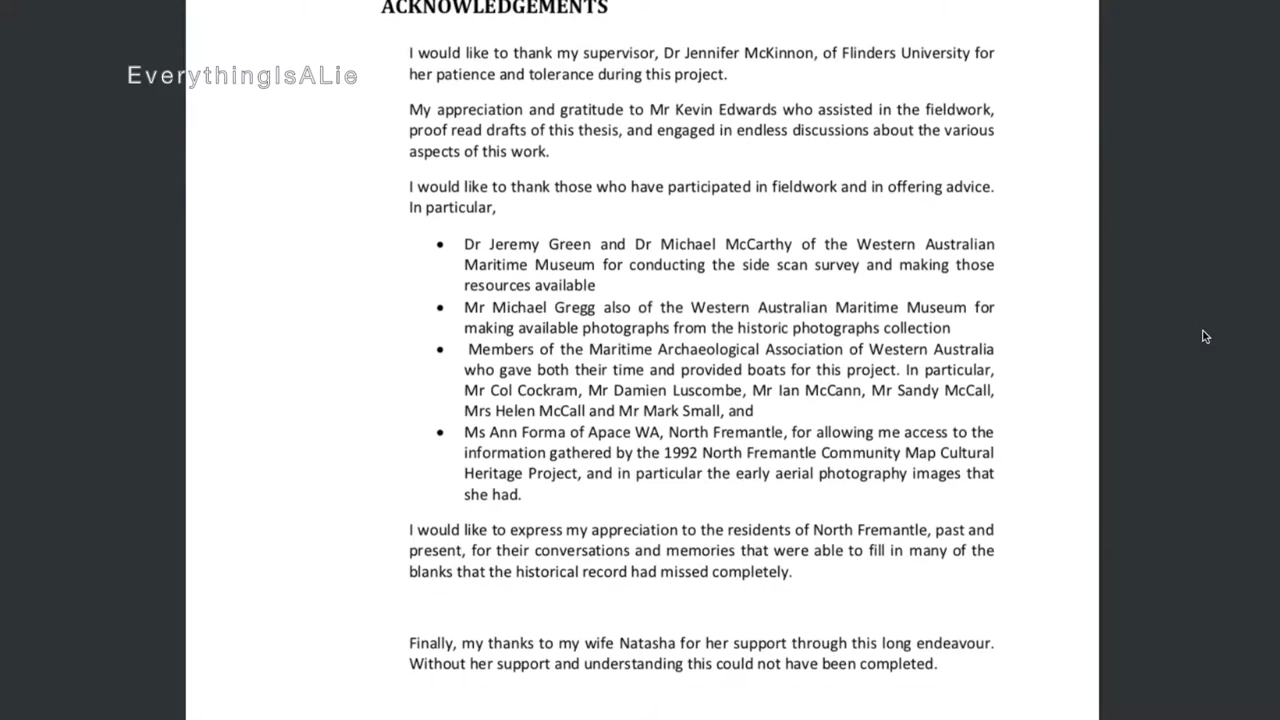 ACKNOWLEDGEMENTS
EverythingIsALie
I would like to thank my supervisor, Dr Jennifer McKinnon, of Flinders University for
her patience and tolerance during this project.
My appreciation and gratitude to Mr Kevin Edwards who assisted in the fieldwork,
proof read drafts of this thesis, and engaged in endless discussions about the various
aspects of this work.
I would like to thank those who have participated in fieldwork and in offering advice.
In particular,
• Dr Jeremy Green and Dr Michael McCarthy of the Western Australian
Maritime Museum for conducting the side scan survey and making those
resources available
• Mr Michael Gregg also of the Western Australian Maritime Museum for
making available photographs from the historic photographs collection
• Members of the Maritime Archaeological Association of Western Australia
who gave both their time and provided boats for this project. In particular,
Mr Col Cockram, Mr Damien Luscombe, Mr Ian McCann, Mr Sandy McCall,
Mrs Helen McCall and Mr Mark Small, and
• Ms Ann Forma of Apace WA, North Fremantle, for allowing me access to the
information gathered by the 1992 North Fremantle Community Map Cultural
Heritage Project, and in particular the early aerial photography images that
she had.
I would like to express my appreciation to the residents of North Fremantle, past and
present, for their conversations and memories that were able to fill in many of the
blanks that the historical record had missed completely.
Finally, my thanks to my wife Natasha for her support through this long endeavour.
Without her support and understanding this could not have been completed.